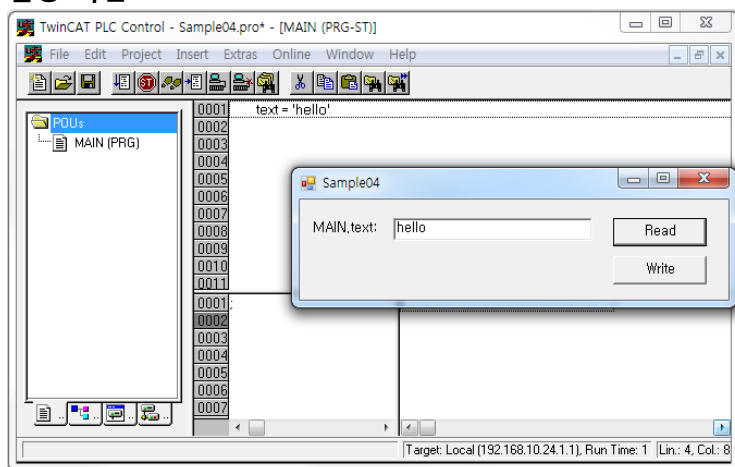 TwinCAT PLC Control - Sample04.pro* - [MAIN (PRG-ST)]
File Edit Project Insert Extras Online Window Help
POUs
MAIN (PRG)
0001 text = 'hello'
0002
0003
0004
0005
0006
0007
0008
0009
0010
0011
Sample04
MAIN.text: hello
Read
Write
0001 ;
0002
0003
0004
0005
0006
0007
Target: Local (192.168.10.24.1.1), Run Time: 1 Lin.: 4, Col.: 8